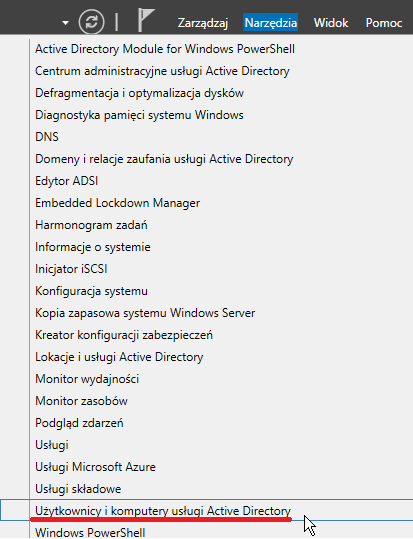 Zarządzaj Narzędzia Widok Pomoc
Active Directory Module for Windows PowerShell
Centrum administracyjne usługi Active Directory
Defragmentacja i optymalizacja dysków
Diagnostyka pamięci systemu Windows
DNS
Domeny i relacje zaufania usługi Active Directory
Edytor ADSI
Embedded Lockdown Manager
Harmonogram zadań
Informacje o systemie
Inicjator iSCSI
Konfiguracja systemu
Kopia zapasowa systemu Windows Server
Kreator konfiguracji zabezpieczeń
Lokacje i usługi Active Directory
Monitor wydajności
Monitor zasobów
Podgląd zdarzeń
Usługi
Usługi Microsoft Azure
Usługi składowe
Użytkownicy i komputery usługi Active Directory
Windows PowerShell